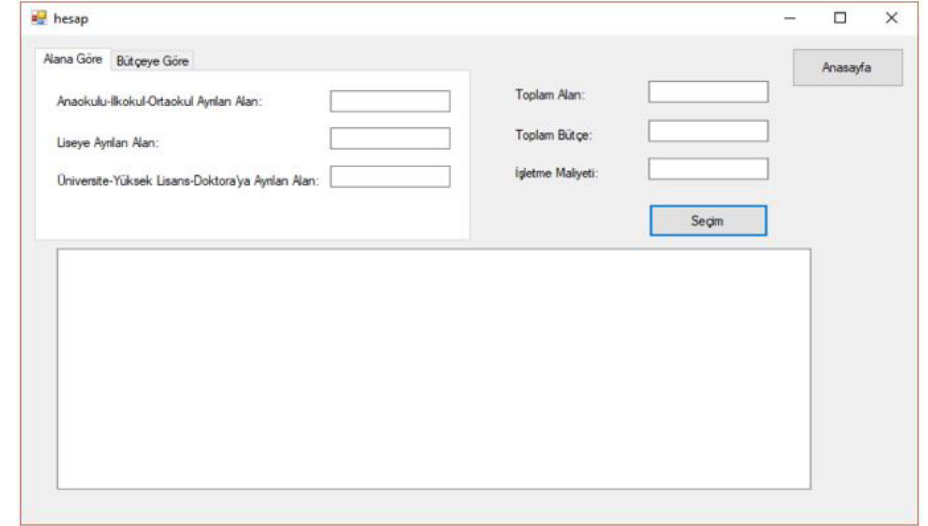 hesap
Alana Göre
Bütçeye Göre
Anasayfa
Anaokulu-İlkokul-Ortaokul Ayrılan Alan:
Liseye Ayrılan Alan:
Üniversite-Yüksek Lisans-Doktora'ya Ayrılan Alan:
Toplam Alan:
Toplam Bütçe:
İşletme Maliyeti:
Seçim